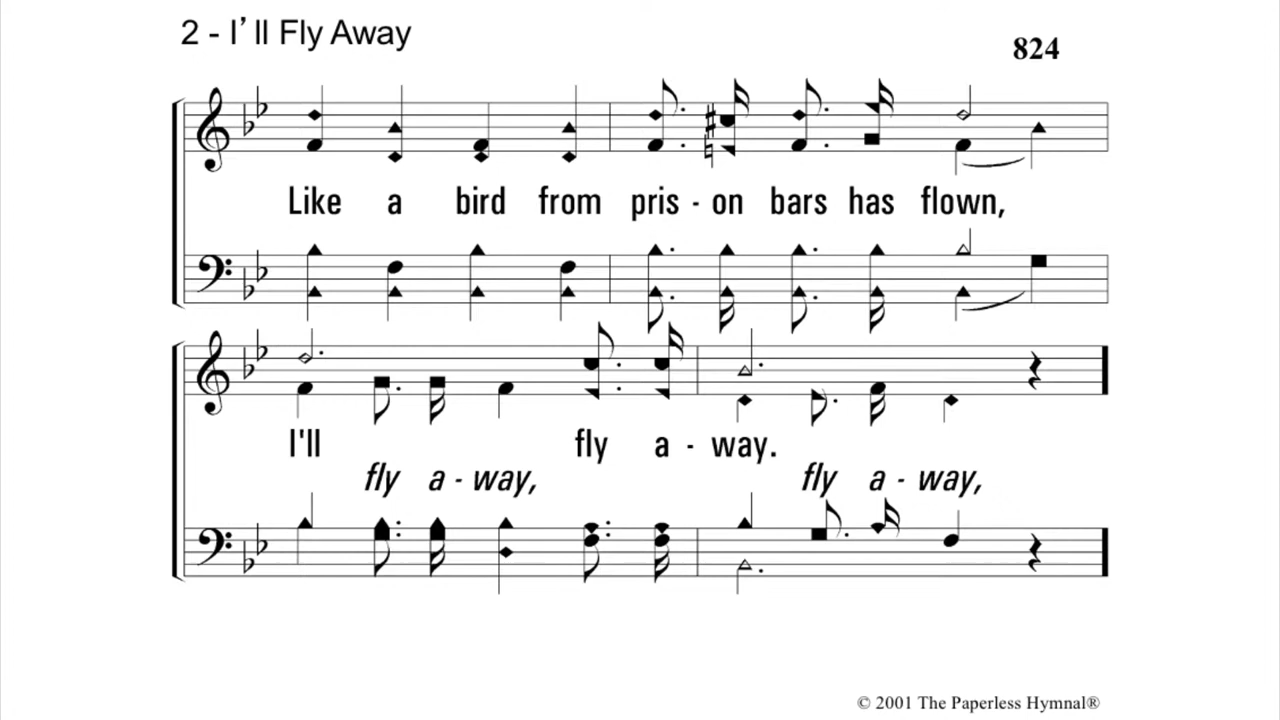 2 - I’ll Fly Away
824
Like a bird from pris - on bars has flown,
I'll fly a - way.
fly a - way, fly a - way,
© 2001 The Paperless Hymnal®